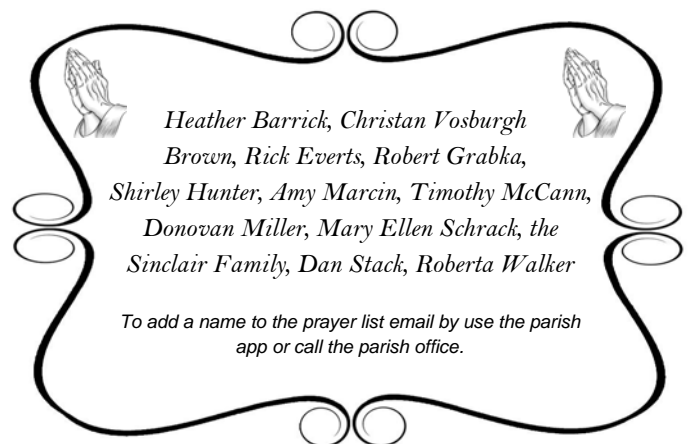 Heather Barrick, Christan Vosburgh
Brown, Rick Everts, Robert Grabka,
Shirley Hunter, Amy Marcin, Timothy McCann,
Donovan Miller, Mary Ellen Schrack, the
Sinclair Family, Dan Stack, Roberta Walker
To add a name to the prayer list email by use the parish
app or call the parish office.